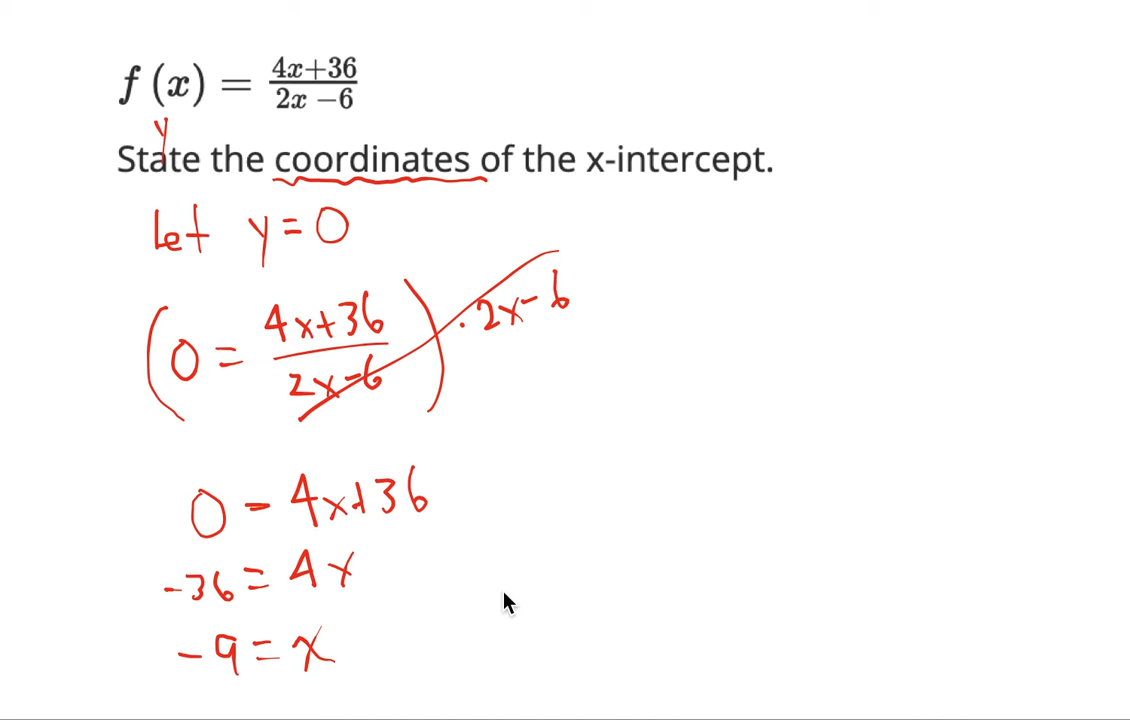 f (x) = (4x+36)/(2x −6)
y
State the coordinates of the x-intercept.
Let y = 0
(0 = (4x+36)/(2x-6)) · 2x-6
0 = 4x+36
-36 = 4x
-9 = x